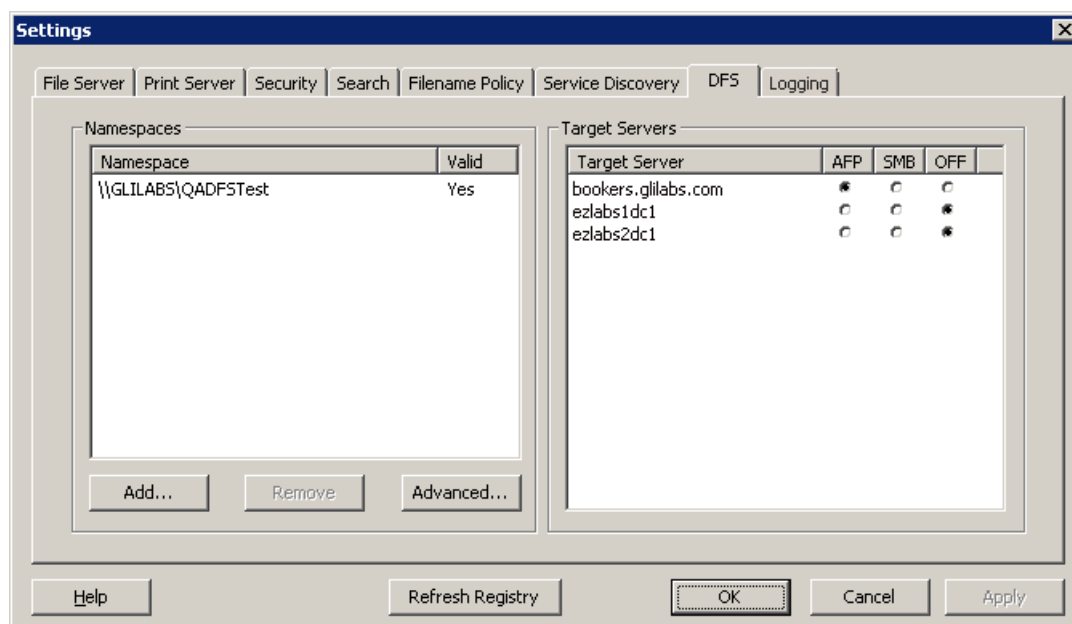 Settings
File Server Print Server Security Search Filename Policy Service Discovery DFS Logging
Namespaces
Namespace Valid
\\GLILABS\QADFSTest Yes
Add... Remove Advanced...
Target Servers
Target Server AFP SMB OFF
bookers.glilabs.com
ezlabs1dc1
ezlabs2dc1
Help Refresh Registry OK Cancel Apply